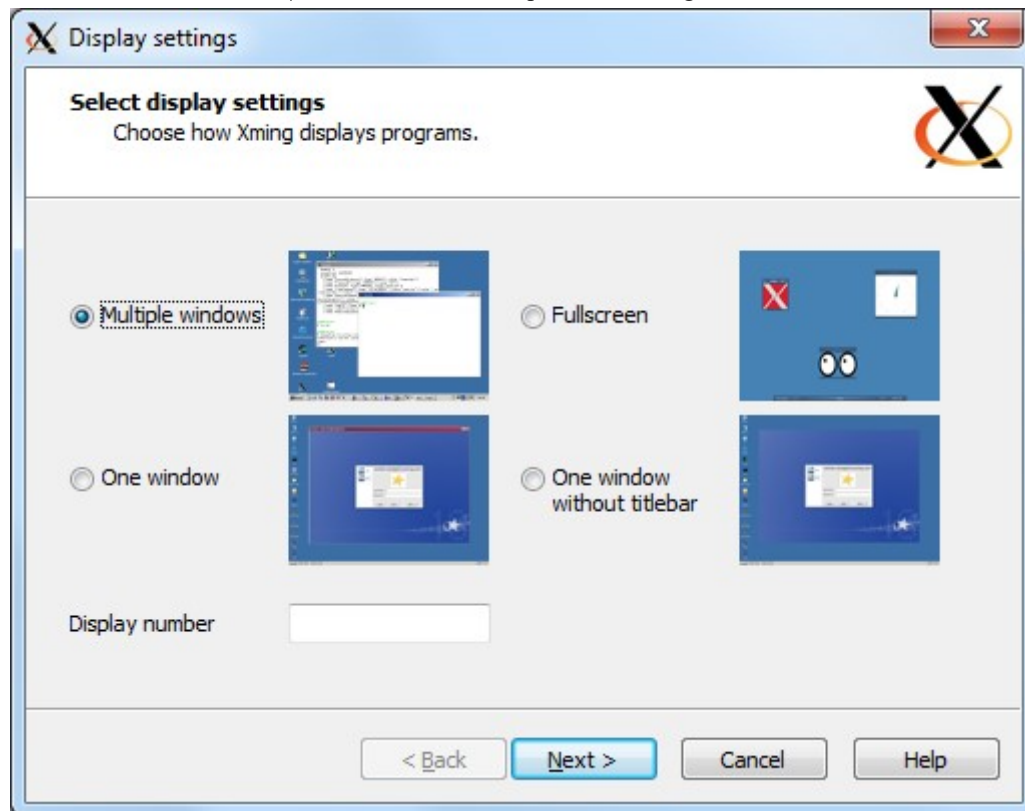 Display settings
Select display settings
Choose how Xming displays programs.
Multiple windows
Fullscreen
One window
One window
without titlebar
Display number
< Back
Next >
Cancel
Help